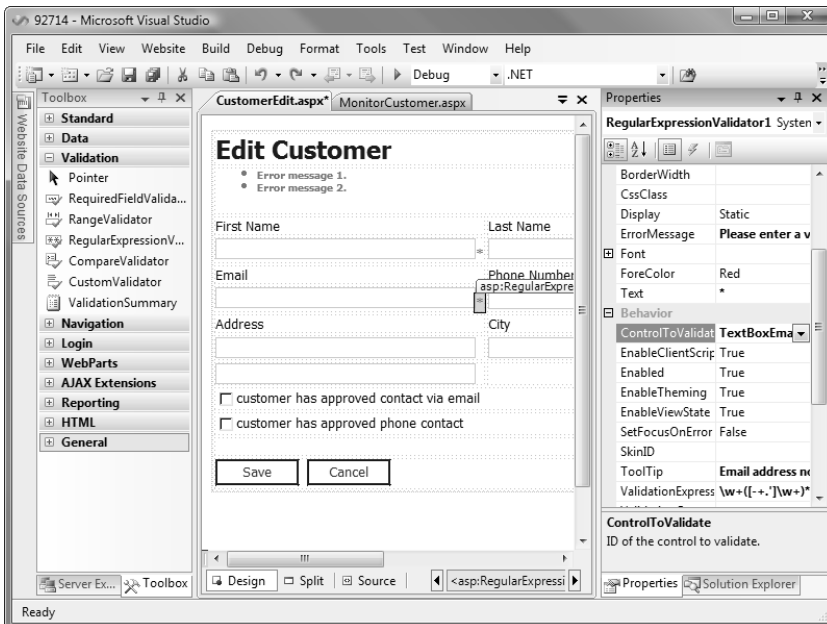 92714 - Microsoft Visual Studio
File Edit View Website Build Debug Format Tools Test Window Help
Debug .NET
Website Data Sources
Toolbox
Standard
Data
Validation
Pointer
RequiredFieldValida...
RangeValidator
RegularExpressionV...
CompareValidator
CustomValidator
ValidationSummary
Navigation
Login
WebParts
AJAX Extensions
Reporting
HTML
General
Server Ex... Toolbox
CustomerEdit.aspx* MonitorCustomer.aspx
Edit Customer
Error message 1.
Error message 2.
First Name Last Name
*
Email Phone Number
asp:RegularExpre
*
Address City
customer has approved contact via email
customer has approved phone contact
Save Cancel
Design Split Source <asp:RegularExpressi
Properties
RegularExpressionValidator1 System
BorderWidth
CssClass
Display Static
ErrorMessage Please enter a v
Font
ForeColor Red
Text *
Behavior
ControlToValidat TextBoxEma
EnableClientScrip True
Enabled True
EnableTheming True
EnableViewState True
SetFocusOnError False
SkinID
ToolTip Email address no
ValidationExpress \w+([-+.']\w+)*
ControlToValidate
ID of the control to validate.
Properties Solution Explorer
Ready